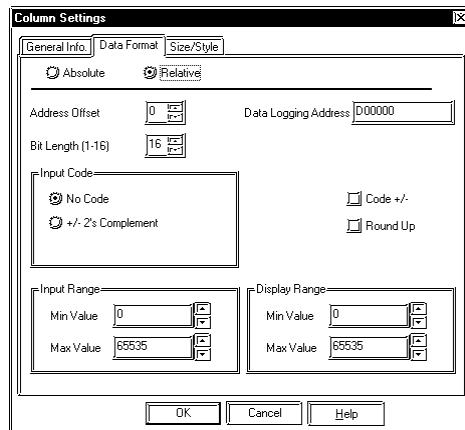 Column Settings
General Info. Data Format Size/Style
Absolute Relative
Address Offset 0 Data Logging Address D00000
Bit Length (1-16) 16
Input Code
No Code Code +/-
+/- 2's Complement Round Up
Input Range Display Range
Min Value 0 Min Value 0
Max Value 65535 Max Value 65535
OK Cancel Help